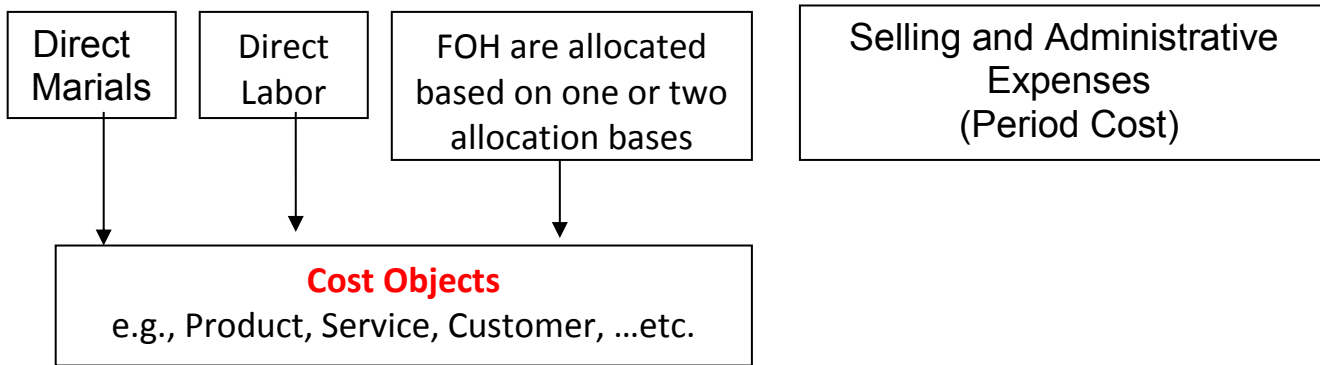 Direct
Marials
Direct
Labor
FOH are allocated
based on one or two
allocation bases
Selling and Administrative
Expenses
(Period Cost)
Cost Objects
e.g., Product, Service, Customer, ...etc.